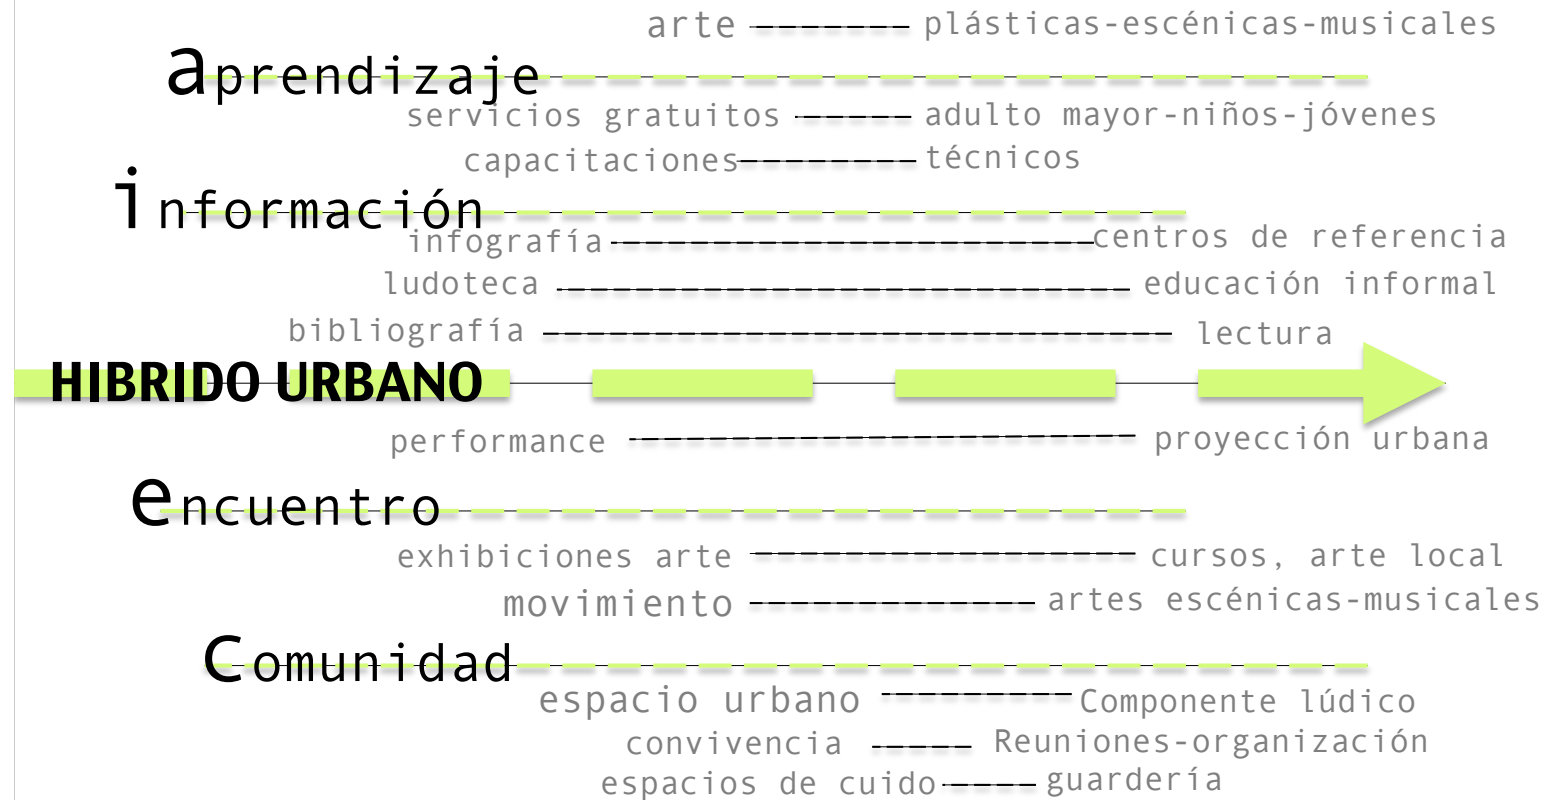 arte plásticas-escénicas-musicales
aprendizaje
servicios gratuitos adulto mayor-niños-jóvenes
capacitaciones técnicos
información
infografía centros de referencia
ludoteca educación informal
bibliografía lectura
HIBRIDO URBANO
performance proyección urbana
encuentro
exhibiciones arte cursos, arte local
movimiento artes escénicas-musicales
comunidad
espacio urbano Componente lúdico
convivencia Reuniones-organización
espacios de cuido guardería